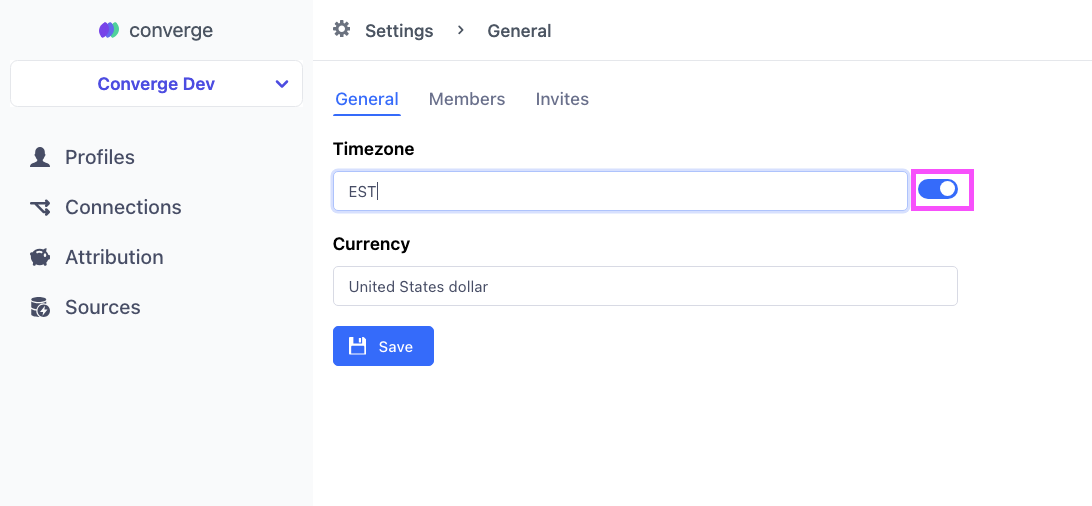 converge
Converge Dev
Profiles
Connections
Attribution
Sources
Settings > General
General Members Invites
Timezone
EST
Currency
United States dollar
Save